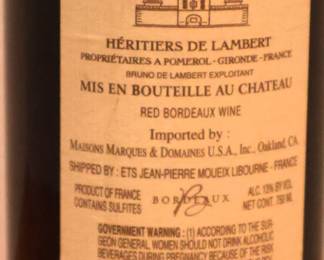 HÉRITIERS DE LAMBERT
PROPRIÉTAIRES A POMEROL - GIRONDE - FRANCE
BRUNO DE LAMBERT EXPLOITANT
MIS EN BOUTEILLE AU CHATEAU
RED BORDEAUX WINE
Imported by :
MAISONS MARQUES & DOMAINES U.S.A., Inc., Oakland, CA.
SHIPPED BY : ETS JEAN-PIERRE MOUEIX LIBOURNE - FRANCE
PRODUCT OF FRANCE
CONTAINS SULFITES
BORDEAUX
ALC. 13% BY VOL
NET CONT. 750 ML
GOVERNMENT WARNING : (1) ACCORDING TO THE SUR-
GEON GENERAL, WOMEN SHOULD NOT DRINK ALCOHOLIC
BEVERAGES DURING PREGNANCY BECAUSE OF THE RISK